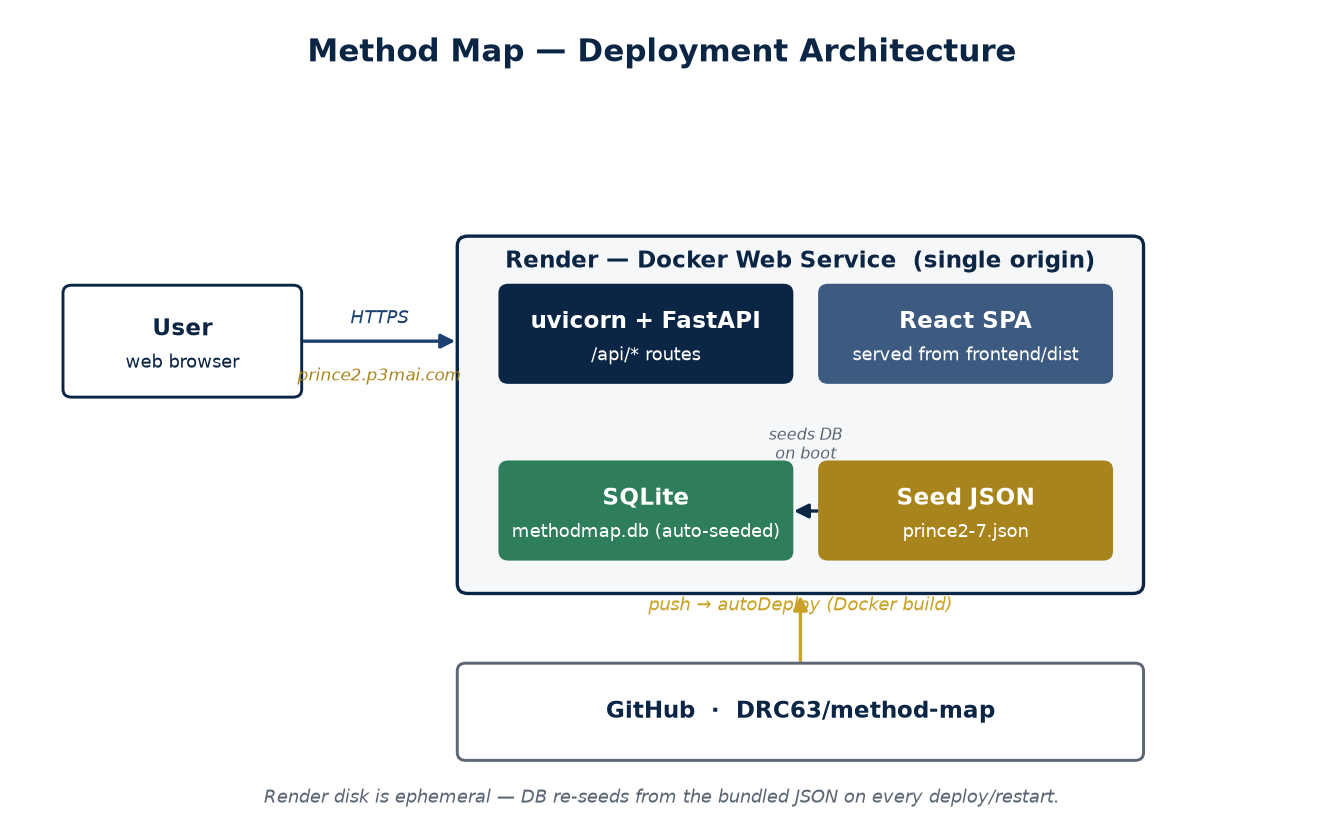 Method Map — Deployment Architecture
Render — Docker Web Service  (single origin)
User
web browser
HTTPS
prince2.p3mai.com
uvicorn + FastAPI
/api/* routes
React SPA
served from frontend/dist
seeds DB
on boot
SQLite
methodmap.db (auto-seeded)
Seed JSON
prince2-7.json
push → autoDeploy (Docker build)
GitHub  ·  DRC63/method-map
Render disk is ephemeral — DB re-seeds from the bundled JSON on every deploy/restart.